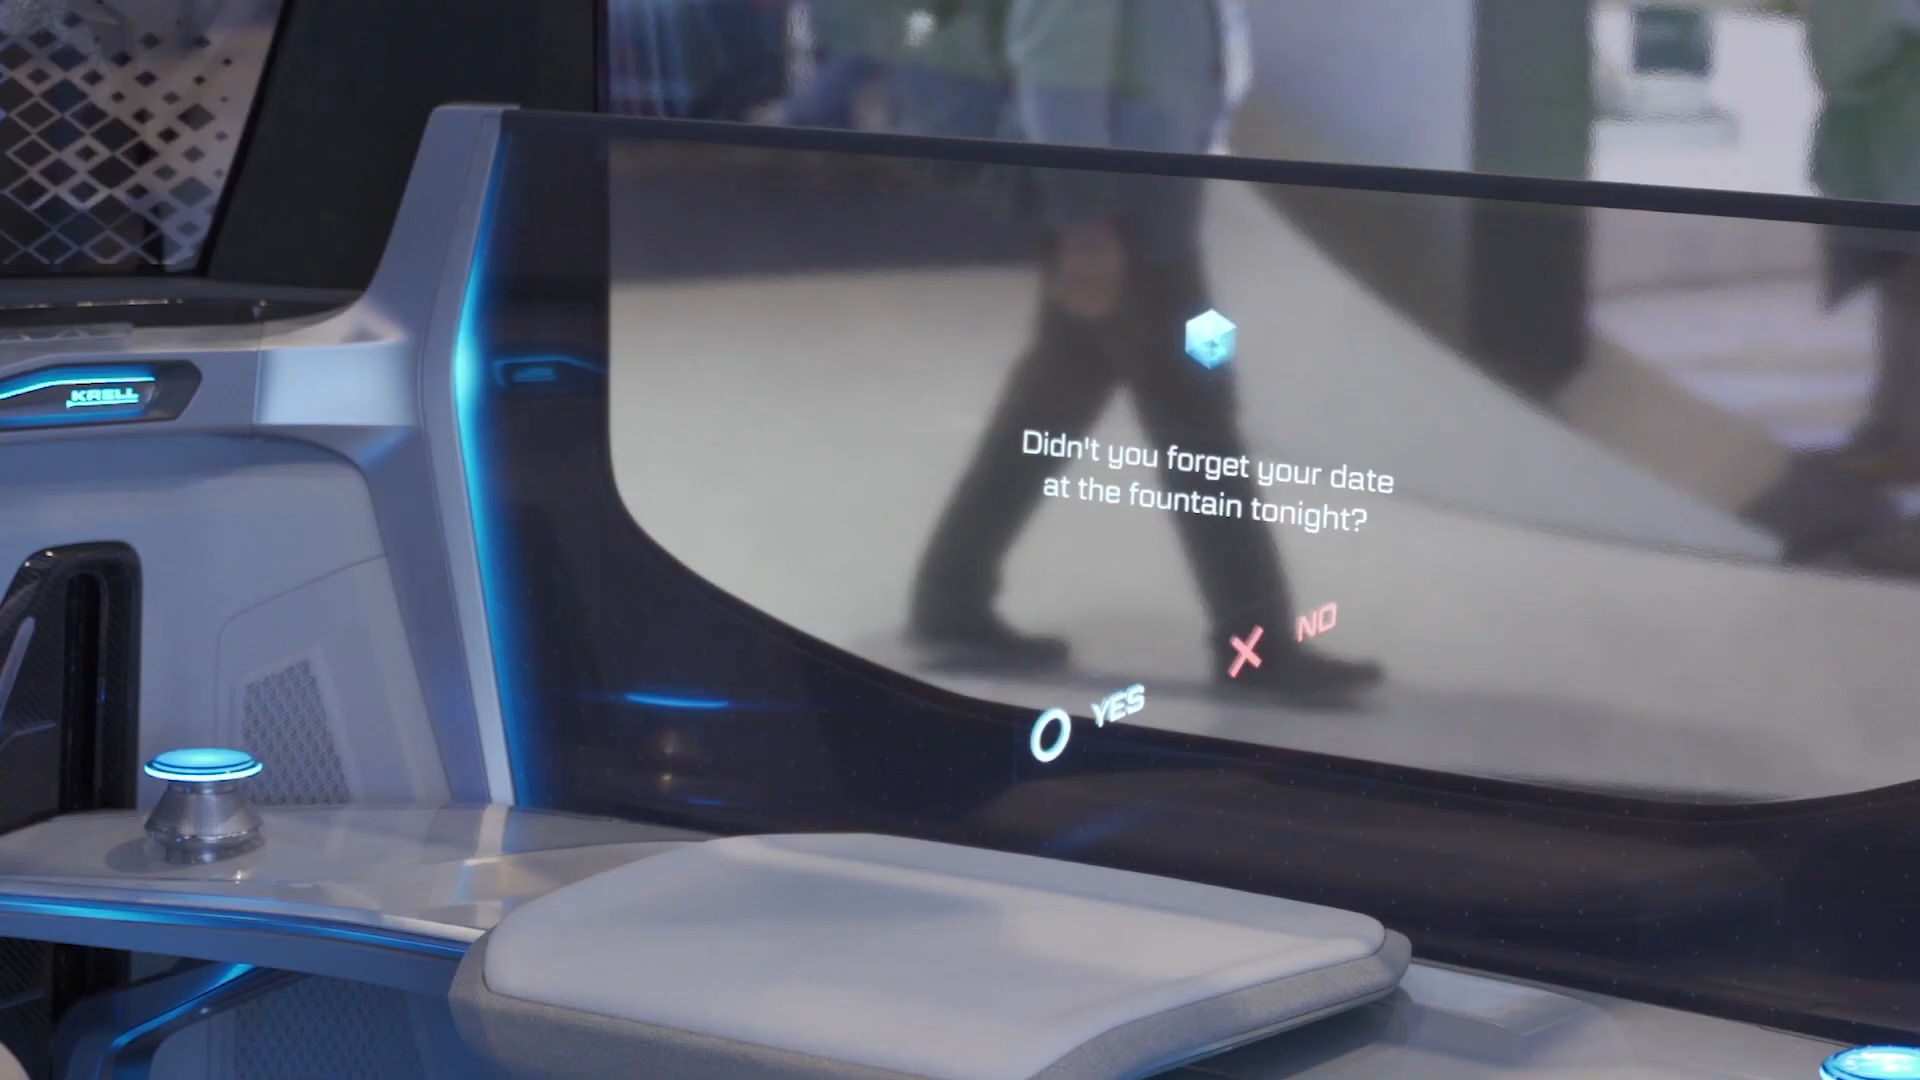 KRELL
Didn't you forget your date
at the fountain tonight?
NO
YES